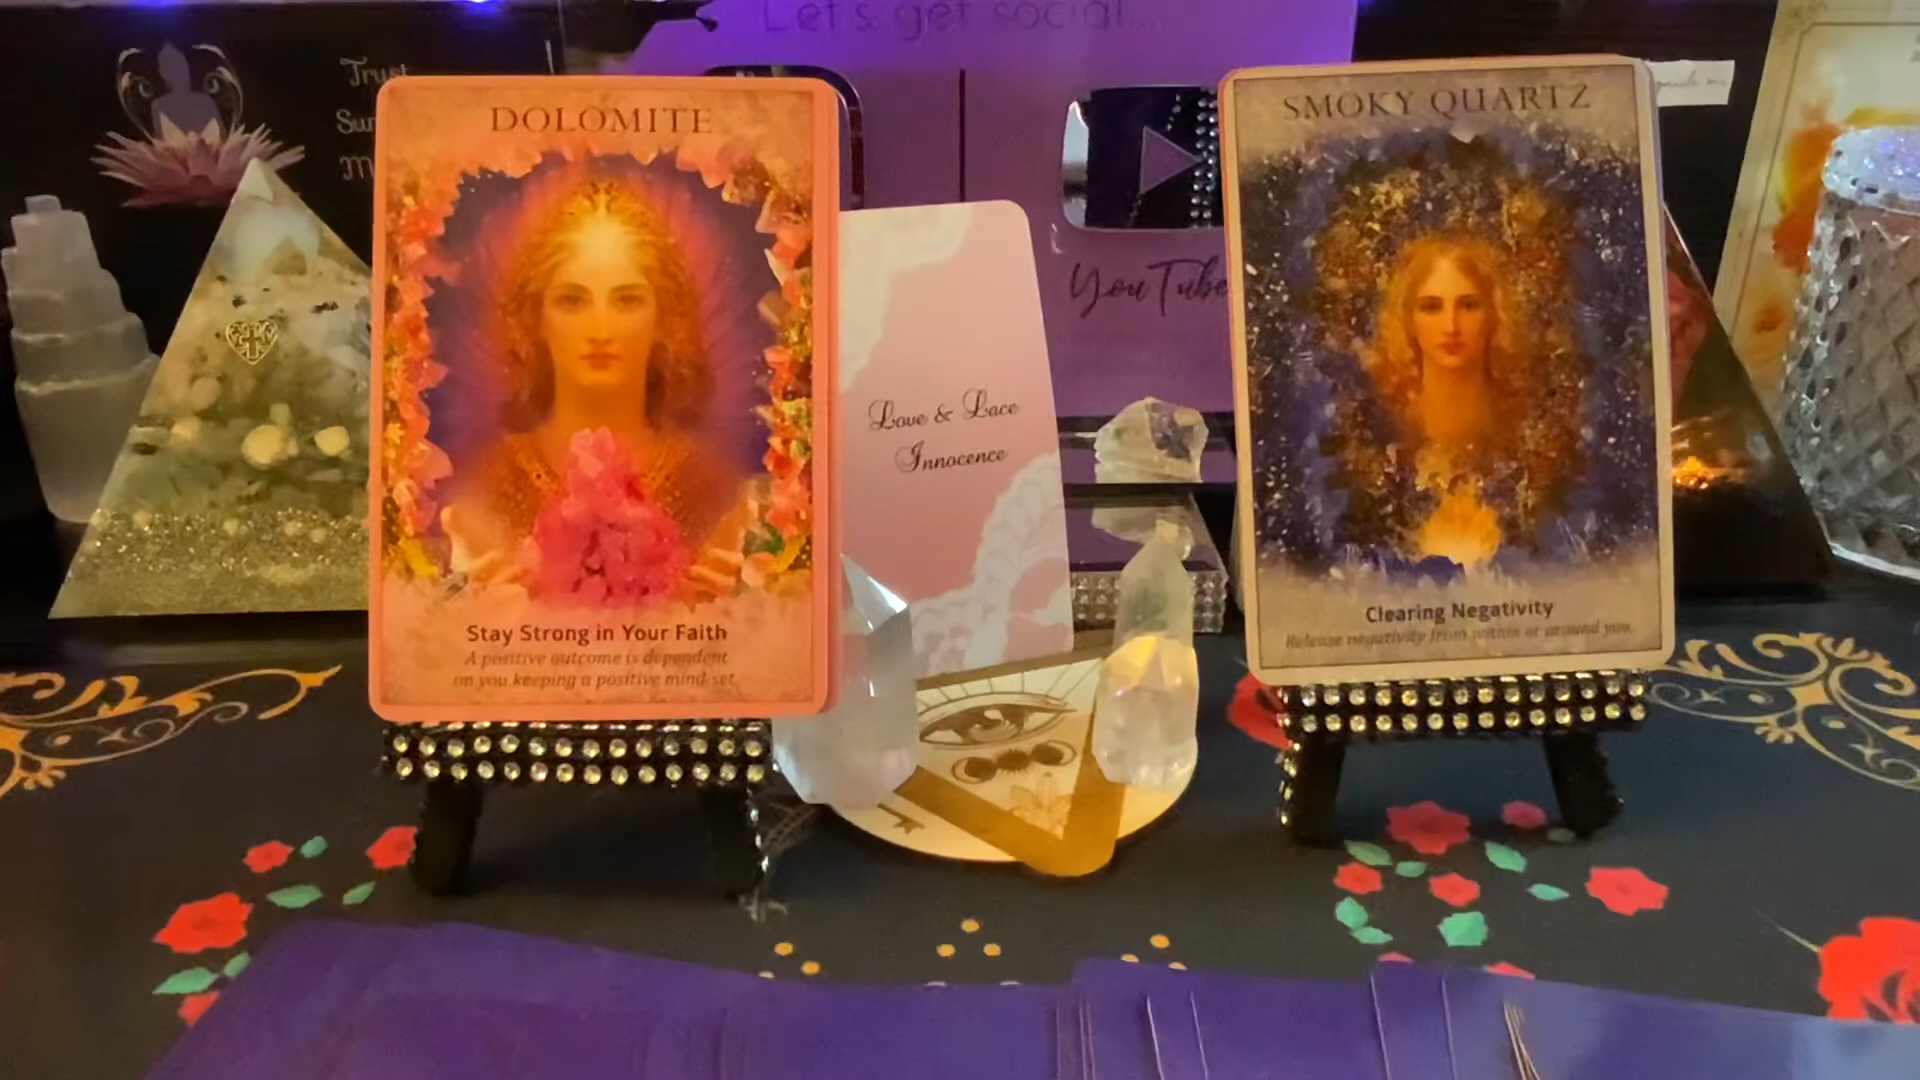 Let's get social...
Trust
DOLOMITE
Stay Strong in Your Faith
A positive outcome is dependent
on you keeping a positive mind-set.
Love & Lace
Innocence
YouTube
SMOKY QUARTZ
Clearing Negativity
Release negativity from within or around you.